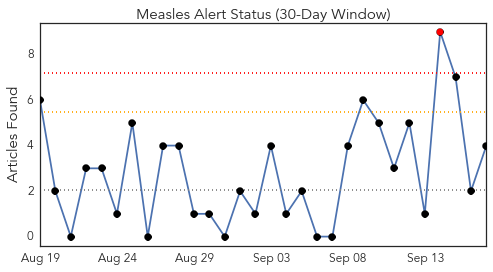 Measles Alert Status (30-Day Window)
Articles Found
8
6
4
2
0
Aug 19 Aug 24 Aug 29 Sep 03 Sep 08 Sep 13